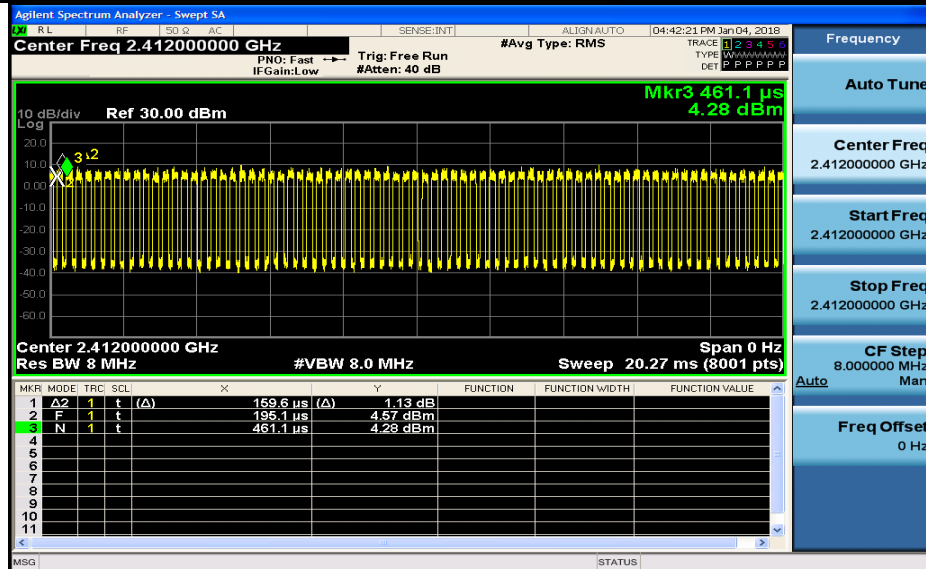 Agilent Spectrum Analyzer - Swept SA
LXI RL RF 50 Ω AC SENSE:INT ALIGN AUTO 04:42:21 PM Jan 04, 2018
Center Freq 2.412000000 GHz
PNO: Fast
IFGain:Low
Trig: Free Run
#Atten: 40 dB
#Avg Type: RMS
TRACE 1 2 3 4 5 6
TYPE WWWWWW
DET P P P P P P
Mkr3 461.1 µs
4.28 dBm
10 dB/div Ref 30.00 dBm
Log
20.0
10.0
0.00
-10.0
-20.0
-30.0
-40.0
-50.0
-60.0
Center 2.412000000 GHz Span 0 Hz
Res BW 8 MHz #VBW 8.0 MHz Sweep 20.27 ms (8001 pts)
MKR MODE TRC SCL X Y FUNCTION FUNCTION WIDTH FUNCTION VALUE
1 Δ2 1 t (Δ) 159.6 µs (Δ) 1.13 dB
2 F 1 t 195.1 µs 4.57 dBm
3 N 1 t 461.1 µs 4.28 dBm
4
5
6
7
8
9
10
11
MSG STATUS
Frequency
Auto Tune
Center Freq
2.412000000 GHz
Start Freq
2.412000000 GHz
Stop Freq
2.412000000 GHz
CF Step
8.000000 MHz
Auto Man
Freq Offset
0 Hz